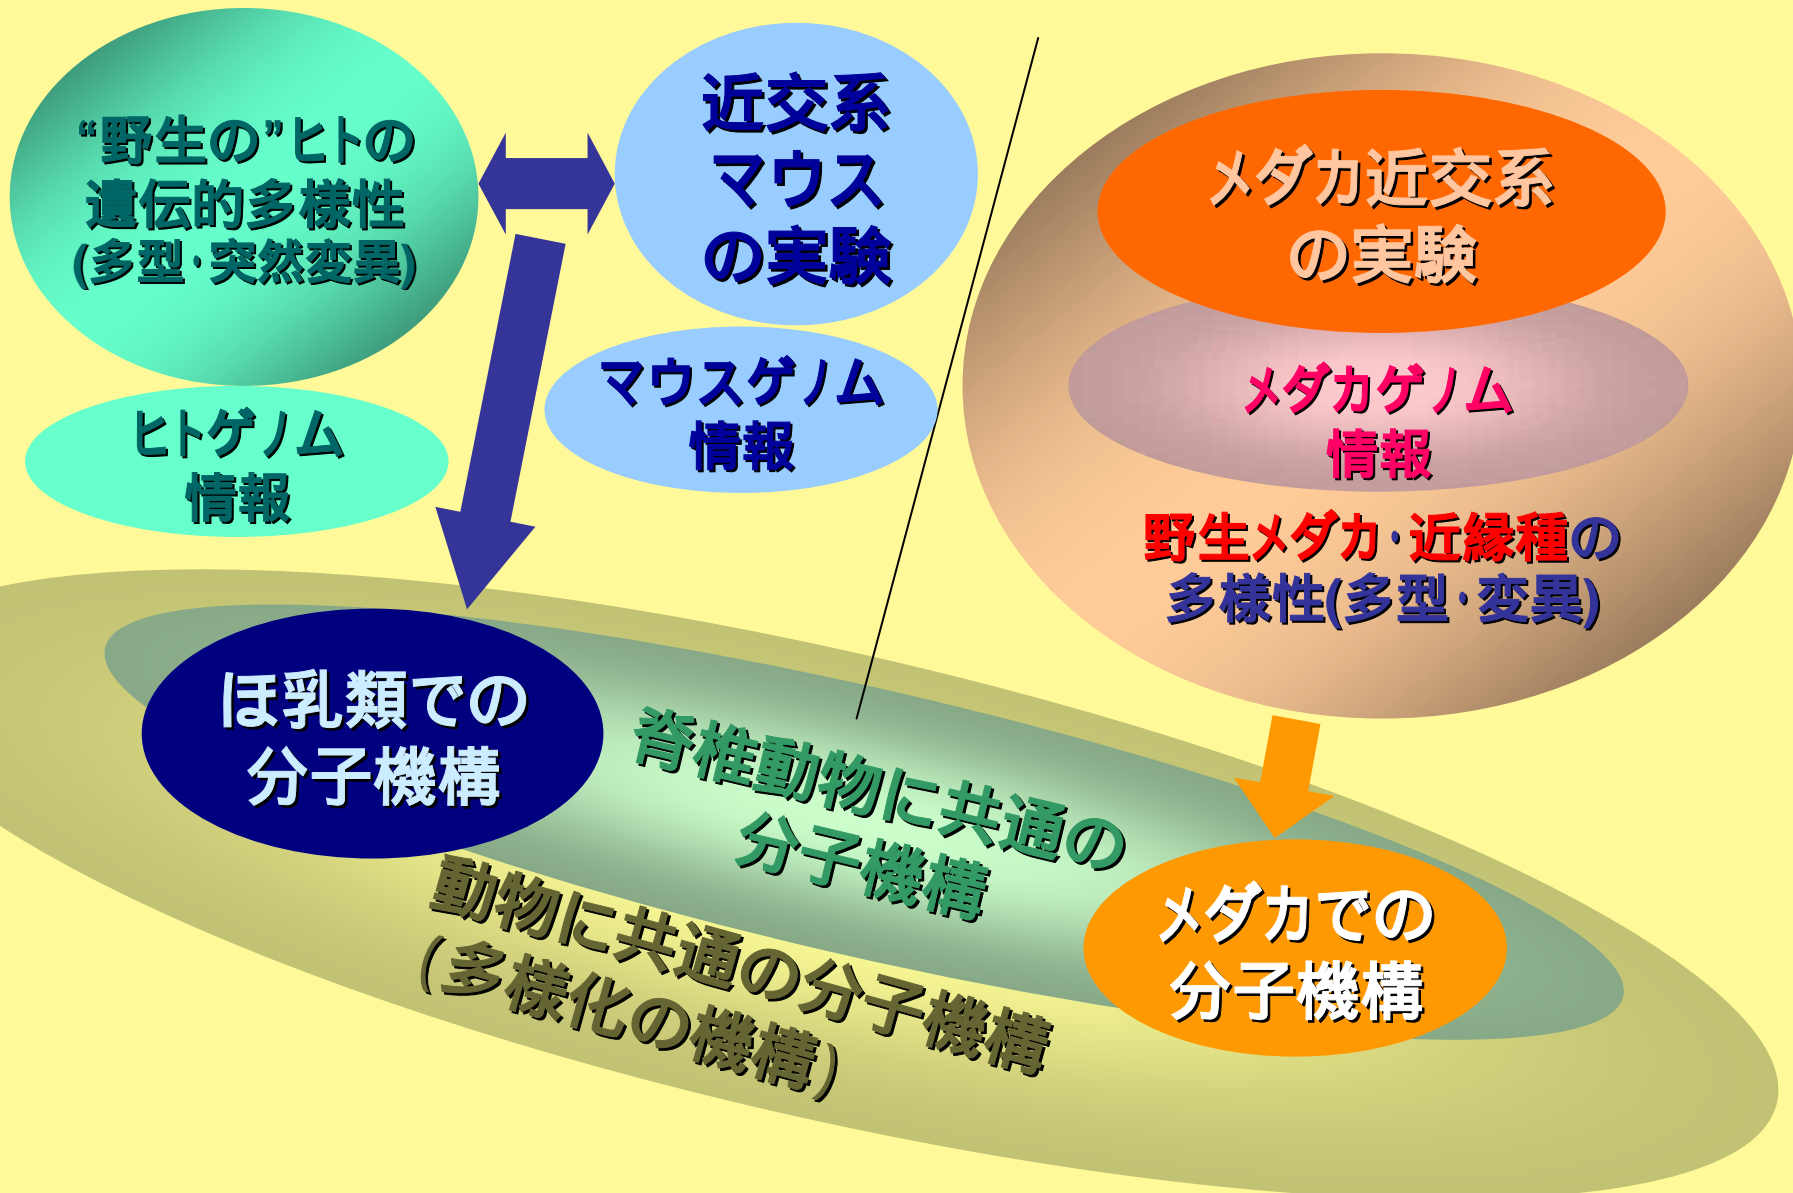 “野生の”ヒトの
遺伝的多様性
(多型・突然変異)
ヒトゲノム
情報
近交系
マウス
の実験
マウスゲノム
情報
メダカ近交系
の実験
メダカゲノム
情報
野生メダカ・近縁種の
多様性(多型・変異)
ほ乳類での
分子機構
脊椎動物に共通の
分子機構
動物に共通の分子機構
(多様化の機構)
メダカでの
分子機構